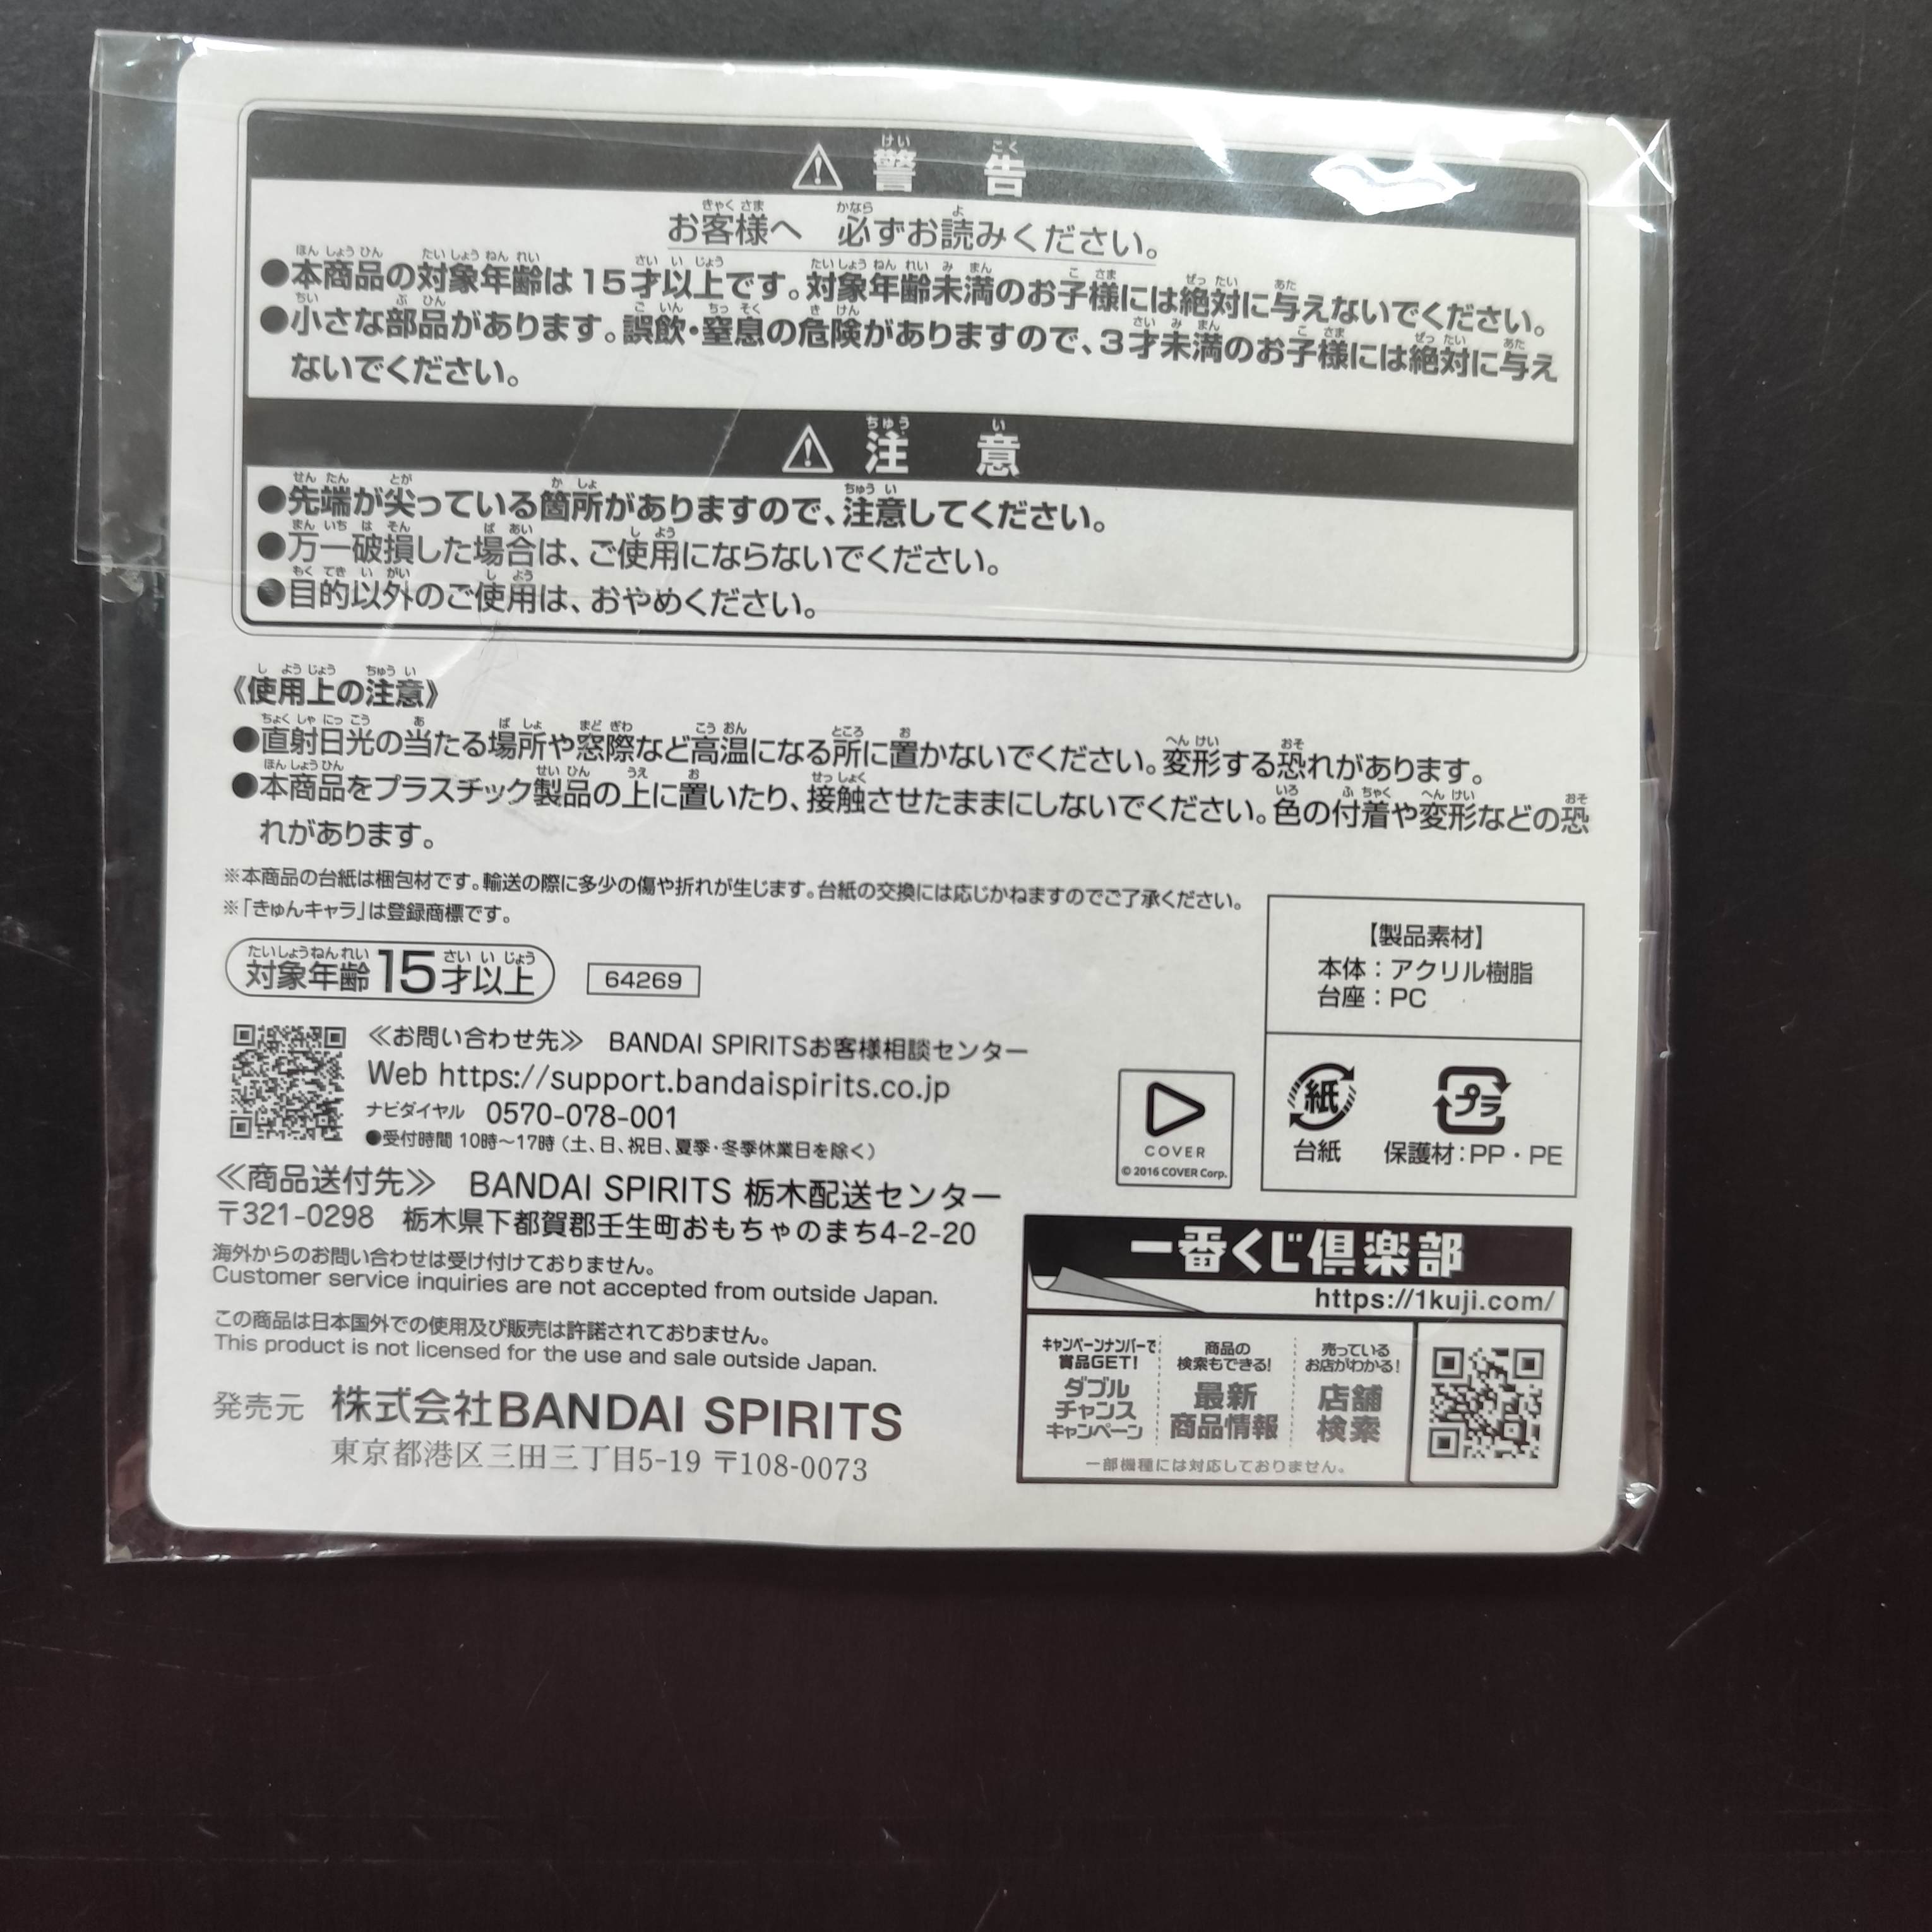 ⚠ 警告
お客様へ 必ずお読みください。
●本商品の対象年齢は15才以上です。対象年齢未満のお子様には絶対に与えないでください。
●小さな部品があります。誤飲・窒息の危険がありますので、3才未満のお子様には絶対に与え
ないでください。
⚠ 注意
●先端が尖っている箇所がありますので、注意してください。
●万一破損した場合は、ご使用にならないでください。
●目的以外のご使用は、おやめください。
《使用上の注意》
●直射日光の当たる場所や窓際など高温になる所に置かないでください。変形する恐れがあります。
●本商品をプラスチック製品の上に置いたり、接触させたままにしないでください。色の付着や変形などの恐
れがあります。
※本商品の台紙は梱包材です。輸送の際に多少の傷や折れが生じます。台紙の交換には応じかねますのでご了承ください。
※「きゅんキャラ」は登録商標です。
対象年齢15才以上
64269
【製品素材】
本体：アクリル樹脂
台座：PC
紙
台紙
プラ
保護材：PP・PE
≪お問い合わせ先≫ BANDAI SPIRITSお客様相談センター
Web https://support.bandaispirits.co.jp
ナビダイヤル 0570-078-001
●受付時間 10時〜17時（土、日、祝日、夏季・冬季休業日を除く）
COVER
© 2016 COVER Corp.
≪商品送付先≫ BANDAI SPIRITS 栃木配送センター
〒321-0298 栃木県下都賀郡壬生町おもちゃのまち4-2-20
海外からのお問い合わせは受け付けておりません。
Customer service inquiries are not accepted from outside Japan.
この商品は日本国外での使用及び販売は許諾されておりません。
This product is not licensed for the use and sale outside Japan.
発売元 株式会社BANDAI SPIRITS
東京都港区三田三丁目5-19 〒108-0073
一番くじ倶楽部
https://1kuji.com/
キャンペーンナンバーで
賞品GET!
ダブル
チャンス
キャンペーン
商品の
検索もできる!
最新
商品情報
売っている
お店がわかる!
店舗
検索
一部機種には対応しておりません。